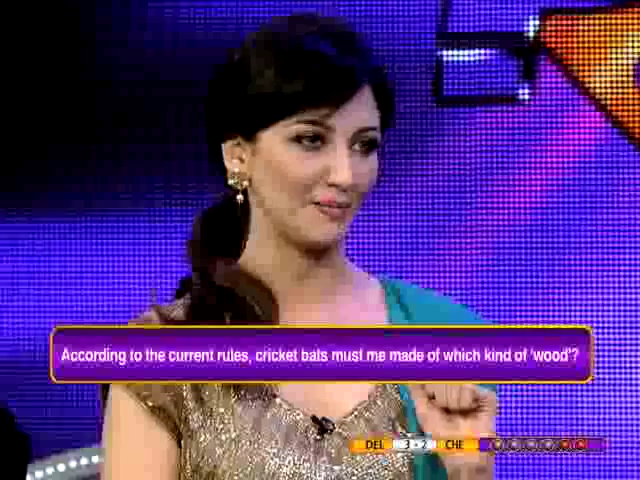 According to the current rules, cricket bats must me made of which kind of 'wood'?
DEL 3 - 2 CHE